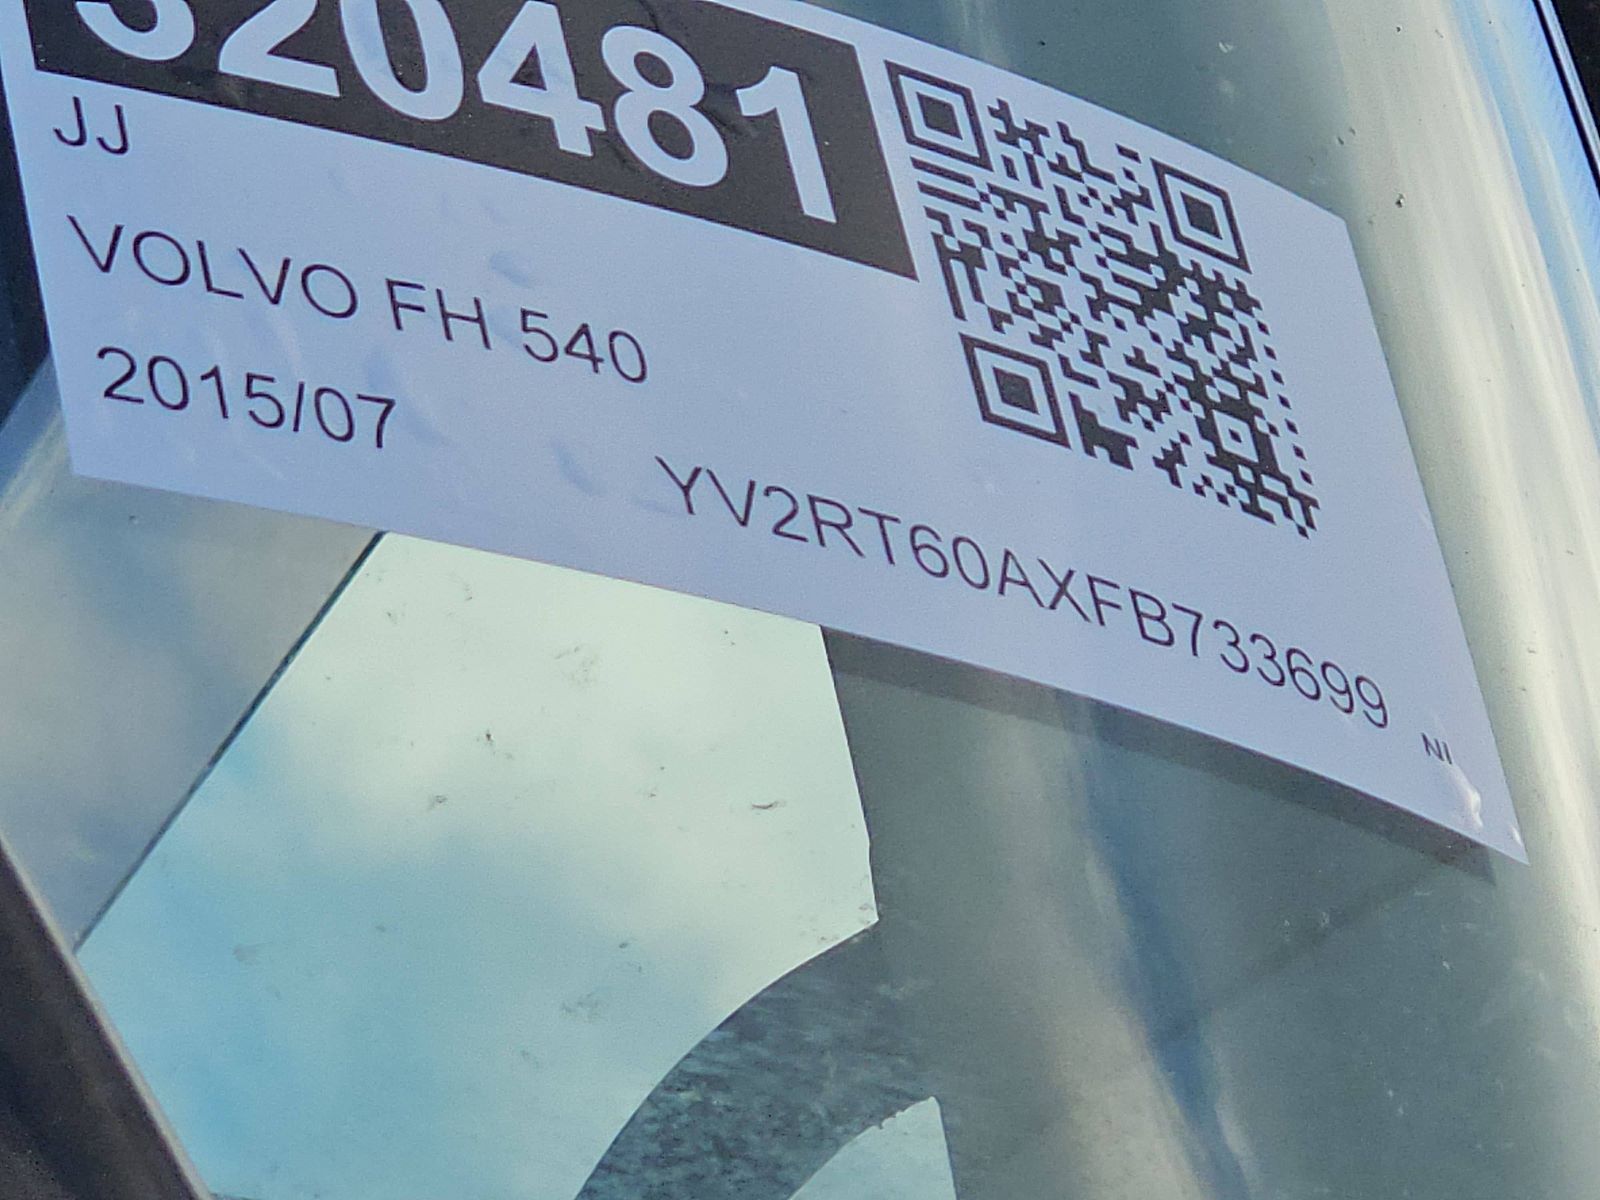 320481
JJ
VOLVO FH 540
2015/07
YV2RT60AXFB733699
NI